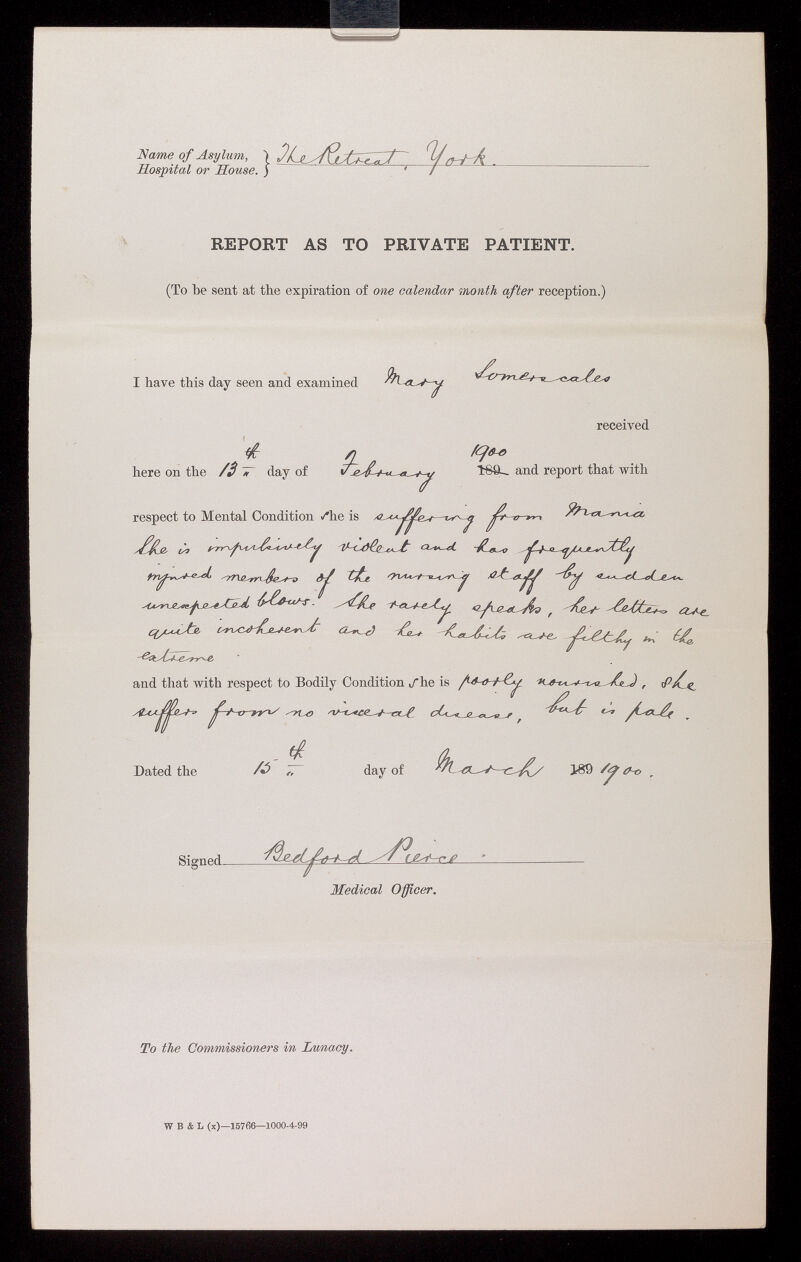 Name of Asylum, } The Retreat, York.
Hospital or House.
REPORT AS TO PRIVATE PATIENT.
(To be sent at the expiration of one calendar month after reception.)
I have this day seen and examined Mary Somerscales
received
here on the 13th day of February 1900 189 and report that with
respect to Mental Condition s/he is suffering from Mania
She is impulsively violent and has frequently
injured members of the nursing staff by sudden
unexpected blows. She rarely speaks, her letters are
quite incoherent and her habits are filthy in the
extreme.
and that with respect to Bodily Condition s/he is poorly nourished, she
suffers from no visceral disease, but is pale.
Dated the 15th day of March 189 1900.
Signed Bedford Pierce.
Medical Officer.
To the Commissioners in Lunacy.
W B & L (x)—15766—1000-4-99